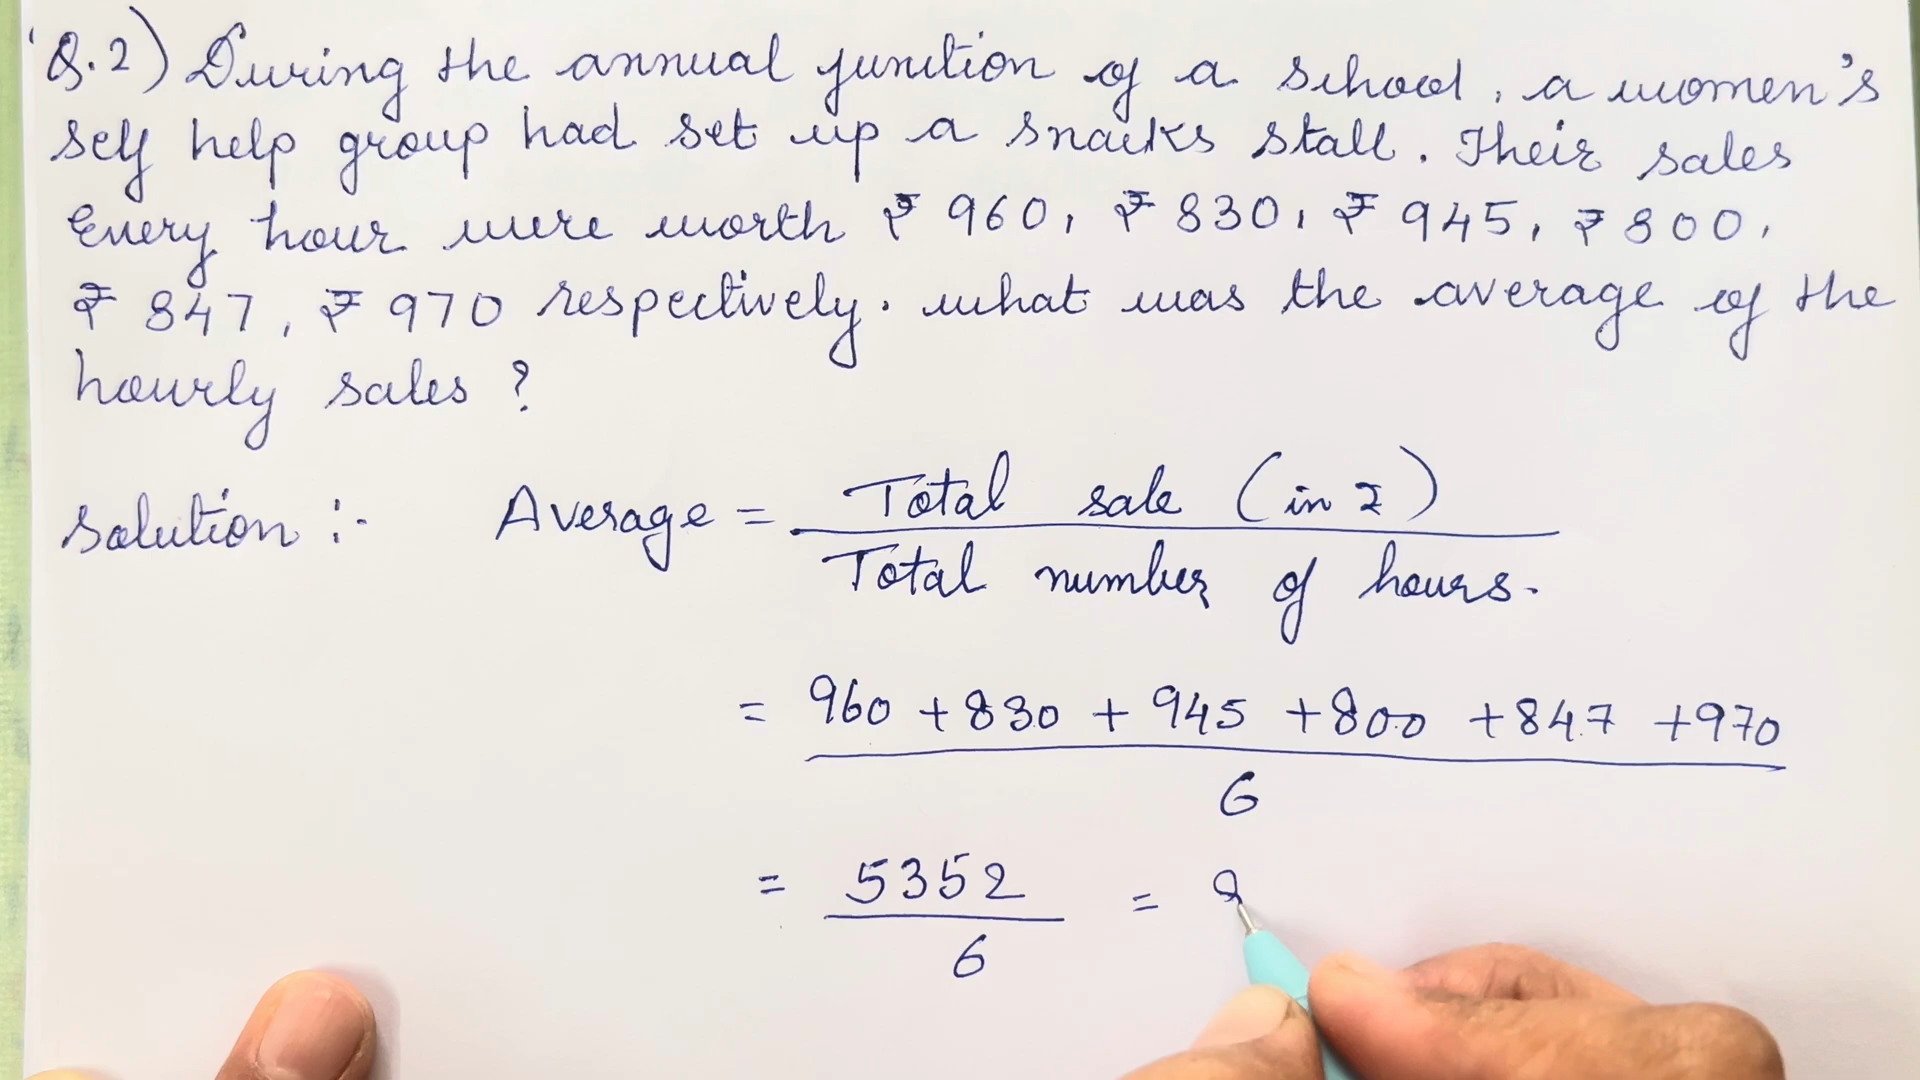 Q.2) During the annual function of a school, a women's
self help group had set up a snacks stall. Their sales
Every hour were worth ₹ 960, ₹ 830, ₹ 945, ₹ 800,
₹ 847, ₹ 970 respectively. what was the average of the
hourly sales ?
Solution :- Average = Total sale (in ₹)
Total number of hours.
= 960 + 830 + 945 + 800 + 847 + 970
6
= 5352 =
6